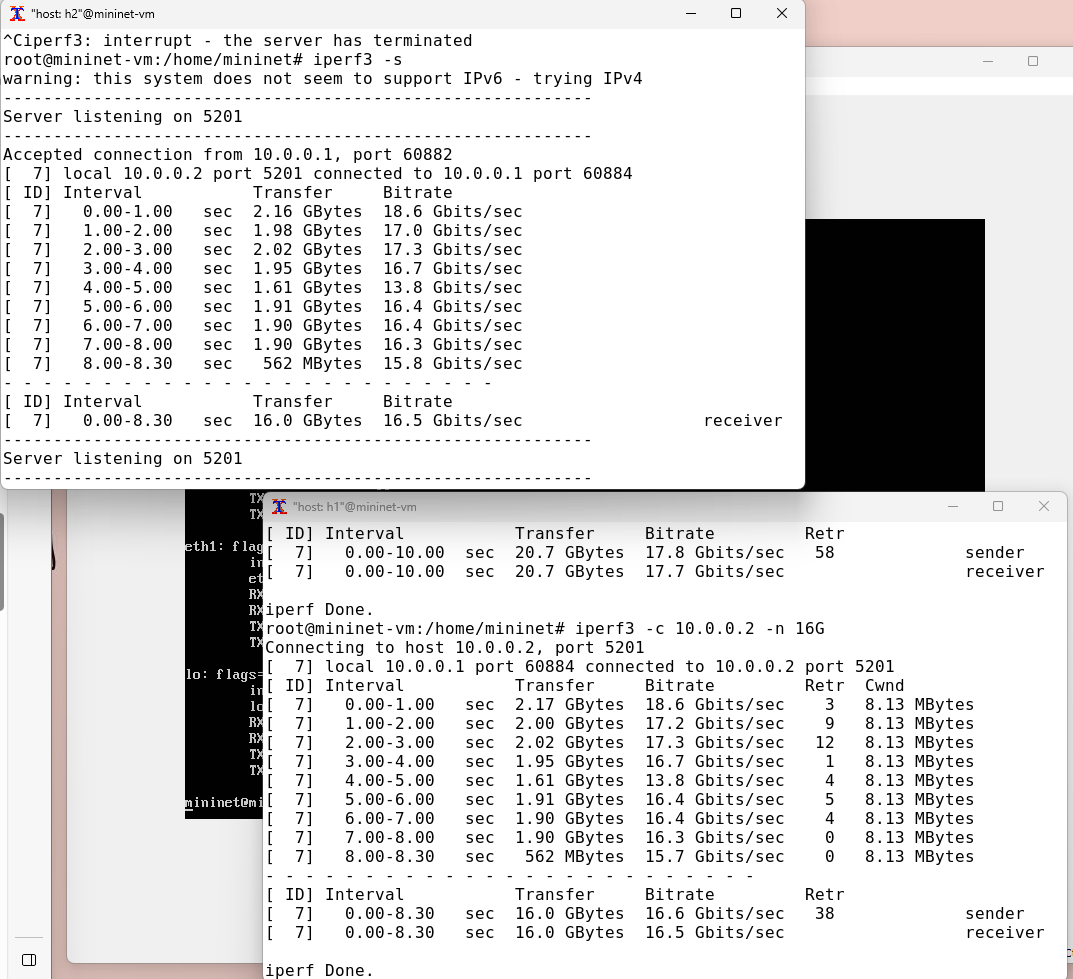 "host: h2"@mininet-vm
^Ciperf3: interrupt - the server has terminated
root@mininet-vm:/home/mininet# iperf3 -s
warning: this system does not seem to support IPv6 - trying IPv4
-----------------------------------------------------------
Server listening on 5201
-----------------------------------------------------------
Accepted connection from 10.0.0.1, port 60882
[  7] local 10.0.0.2 port 5201 connected to 10.0.0.1 port 60884
[ ID] Interval           Transfer     Bitrate
[  7]   0.00-1.00   sec  2.16 GBytes  18.6 Gbits/sec
[  7]   1.00-2.00   sec  1.98 GBytes  17.0 Gbits/sec
[  7]   2.00-3.00   sec  2.02 GBytes  17.3 Gbits/sec
[  7]   3.00-4.00   sec  1.95 GBytes  16.7 Gbits/sec
[  7]   4.00-5.00   sec  1.61 GBytes  13.8 Gbits/sec
[  7]   5.00-6.00   sec  1.91 GBytes  16.4 Gbits/sec
[  7]   6.00-7.00   sec  1.90 GBytes  16.4 Gbits/sec
[  7]   7.00-8.00   sec  1.90 GBytes  16.3 Gbits/sec
[  7]   8.00-8.30   sec   562 MBytes  15.8 Gbits/sec
- - - - - - - - - - - - - - - - - - - - - - - - -
[ ID] Interval           Transfer     Bitrate
[  7]   0.00-8.30   sec  16.0 GBytes  16.5 Gbits/sec                  receiver
-----------------------------------------------------------
Server listening on 5201
-----------------------------------------------------------
TX
TX
eth1: flag
in
et
RX
RX
TX
TX
lo: flags=
in
lo
RX
RX
TX
TX
mininet@mi
"host: h1"@mininet-vm
[ ID] Interval           Transfer     Bitrate         Retr
[  7]   0.00-10.00  sec  20.7 GBytes  17.8 Gbits/sec   58             sender
[  7]   0.00-10.00  sec  20.7 GBytes  17.7 Gbits/sec                  receiver
iperf Done.
root@mininet-vm:/home/mininet# iperf3 -c 10.0.0.2 -n 16G
Connecting to host 10.0.0.2, port 5201
[  7] local 10.0.0.1 port 60884 connected to 10.0.0.2 port 5201
[ ID] Interval           Transfer     Bitrate         Retr  Cwnd
[  7]   0.00-1.00   sec  2.17 GBytes  18.6 Gbits/sec    3   8.13 MBytes
[  7]   1.00-2.00   sec  2.00 GBytes  17.2 Gbits/sec    9   8.13 MBytes
[  7]   2.00-3.00   sec  2.02 GBytes  17.3 Gbits/sec   12   8.13 MBytes
[  7]   3.00-4.00   sec  1.95 GBytes  16.7 Gbits/sec    1   8.13 MBytes
[  7]   4.00-5.00   sec  1.61 GBytes  13.8 Gbits/sec    4   8.13 MBytes
[  7]   5.00-6.00   sec  1.91 GBytes  16.4 Gbits/sec    5   8.13 MBytes
[  7]   6.00-7.00   sec  1.90 GBytes  16.4 Gbits/sec    4   8.13 MBytes
[  7]   7.00-8.00   sec  1.90 GBytes  16.3 Gbits/sec    0   8.13 MBytes
[  7]   8.00-8.30   sec   562 MBytes  15.7 Gbits/sec    0   8.13 MBytes
- - - - - - - - - - - - - - - - - - - - - - - - -
[ ID] Interval           Transfer     Bitrate         Retr
[  7]   0.00-8.30   sec  16.0 GBytes  16.6 Gbits/sec   38             sender
[  7]   0.00-8.30   sec  16.0 GBytes  16.5 Gbits/sec                  receiver
iperf Done.